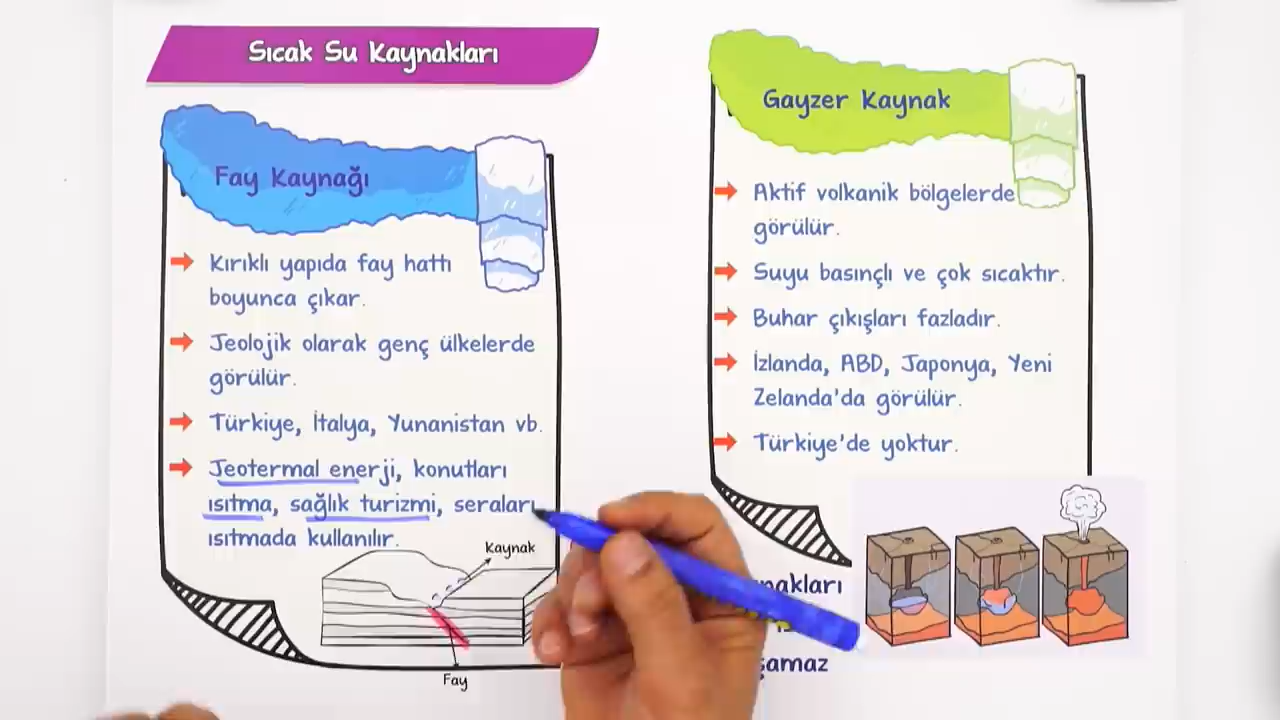 Sıcak Su Kaynakları
Fay Kaynağı
Kırıklı yapıda fay hattı
boyunca çıkar.
Jeolojik olarak genç ülkelerde
görülür.
Türkiye, İtalya, Yunanistan vb.
Jeotermal enerji, konutları
ısıtma, sağlık turizmi, seraları
ısıtmada kullanılır.
Kaynak
Fay
Gayzer Kaynak
Aktif volkanik bölgelerde
görülür.
Suyu basınçlı ve çok sıcaktır.
Buhar çıkışları fazladır.
İzlanda, ABD, Japonya, Yeni
Zelanda'da görülür.
Türkiye'de yoktur.